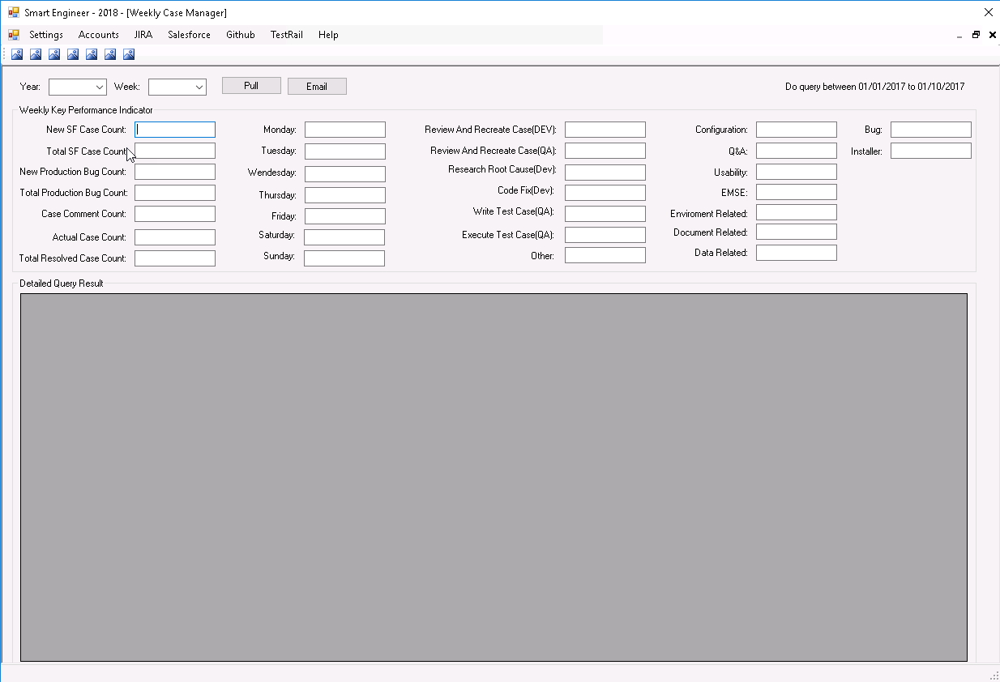 Smart Engineer - 2018 - [Weekly Case Manager]
Settings Accounts JIRA Salesforce Github TestRail Help
Year: Week: Pull Email Do query between 01/01/2017 to 01/10/2017
Weekly Key Performance Indicator
New SF Case Count: Monday: Review And Recreate Case(DEV): Configuration: Bug:
Total SF Case Count: Tuesday: Review And Recreate Case(QA): Q&A: Installer:
New Production Bug Count: Wendesday: Research Root Cause(Dev): Usability:
Total Production Bug Count: Thursday: Code Fix(Dev): EMSE:
Case Comment Count: Friday: Write Test Case(QA): Enviroment Related:
Actual Case Count: Saturday: Execute Test Case(QA): Document Related:
Total Resolved Case Count: Sunday: Other: Data Related:
Detailed Query Result